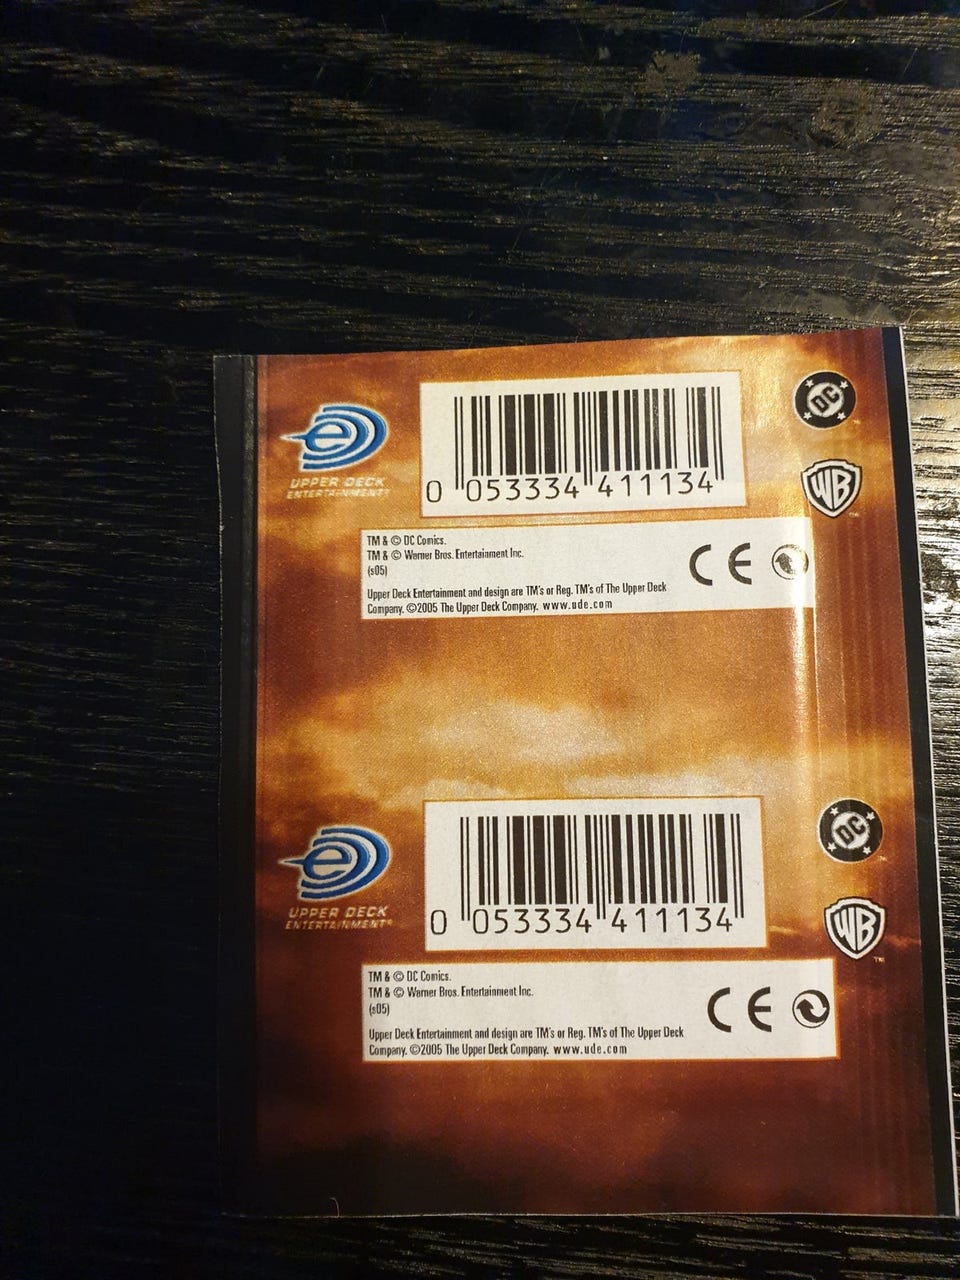 UPPER DECK
ENTERTAINMENT®
0 053334 411134
DC
WB
TM & © DC Comics.
TM & © Warner Bros. Entertainment Inc.
(s05)
Upper Deck Entertainment and design are TM's or Reg. TM's of The Upper Deck
Company. ©2005 The Upper Deck Company. www.ude.com
CE
UPPER DECK
ENTERTAINMENT®
0 053334 411134
DC
WB
TM
TM & © DC Comics.
TM & © Warner Bros. Entertainment Inc.
(s05)
Upper Deck Entertainment and design are TM's or Reg. TM's of The Upper Deck
Company. ©2005 The Upper Deck Company. www.ude.com
CE